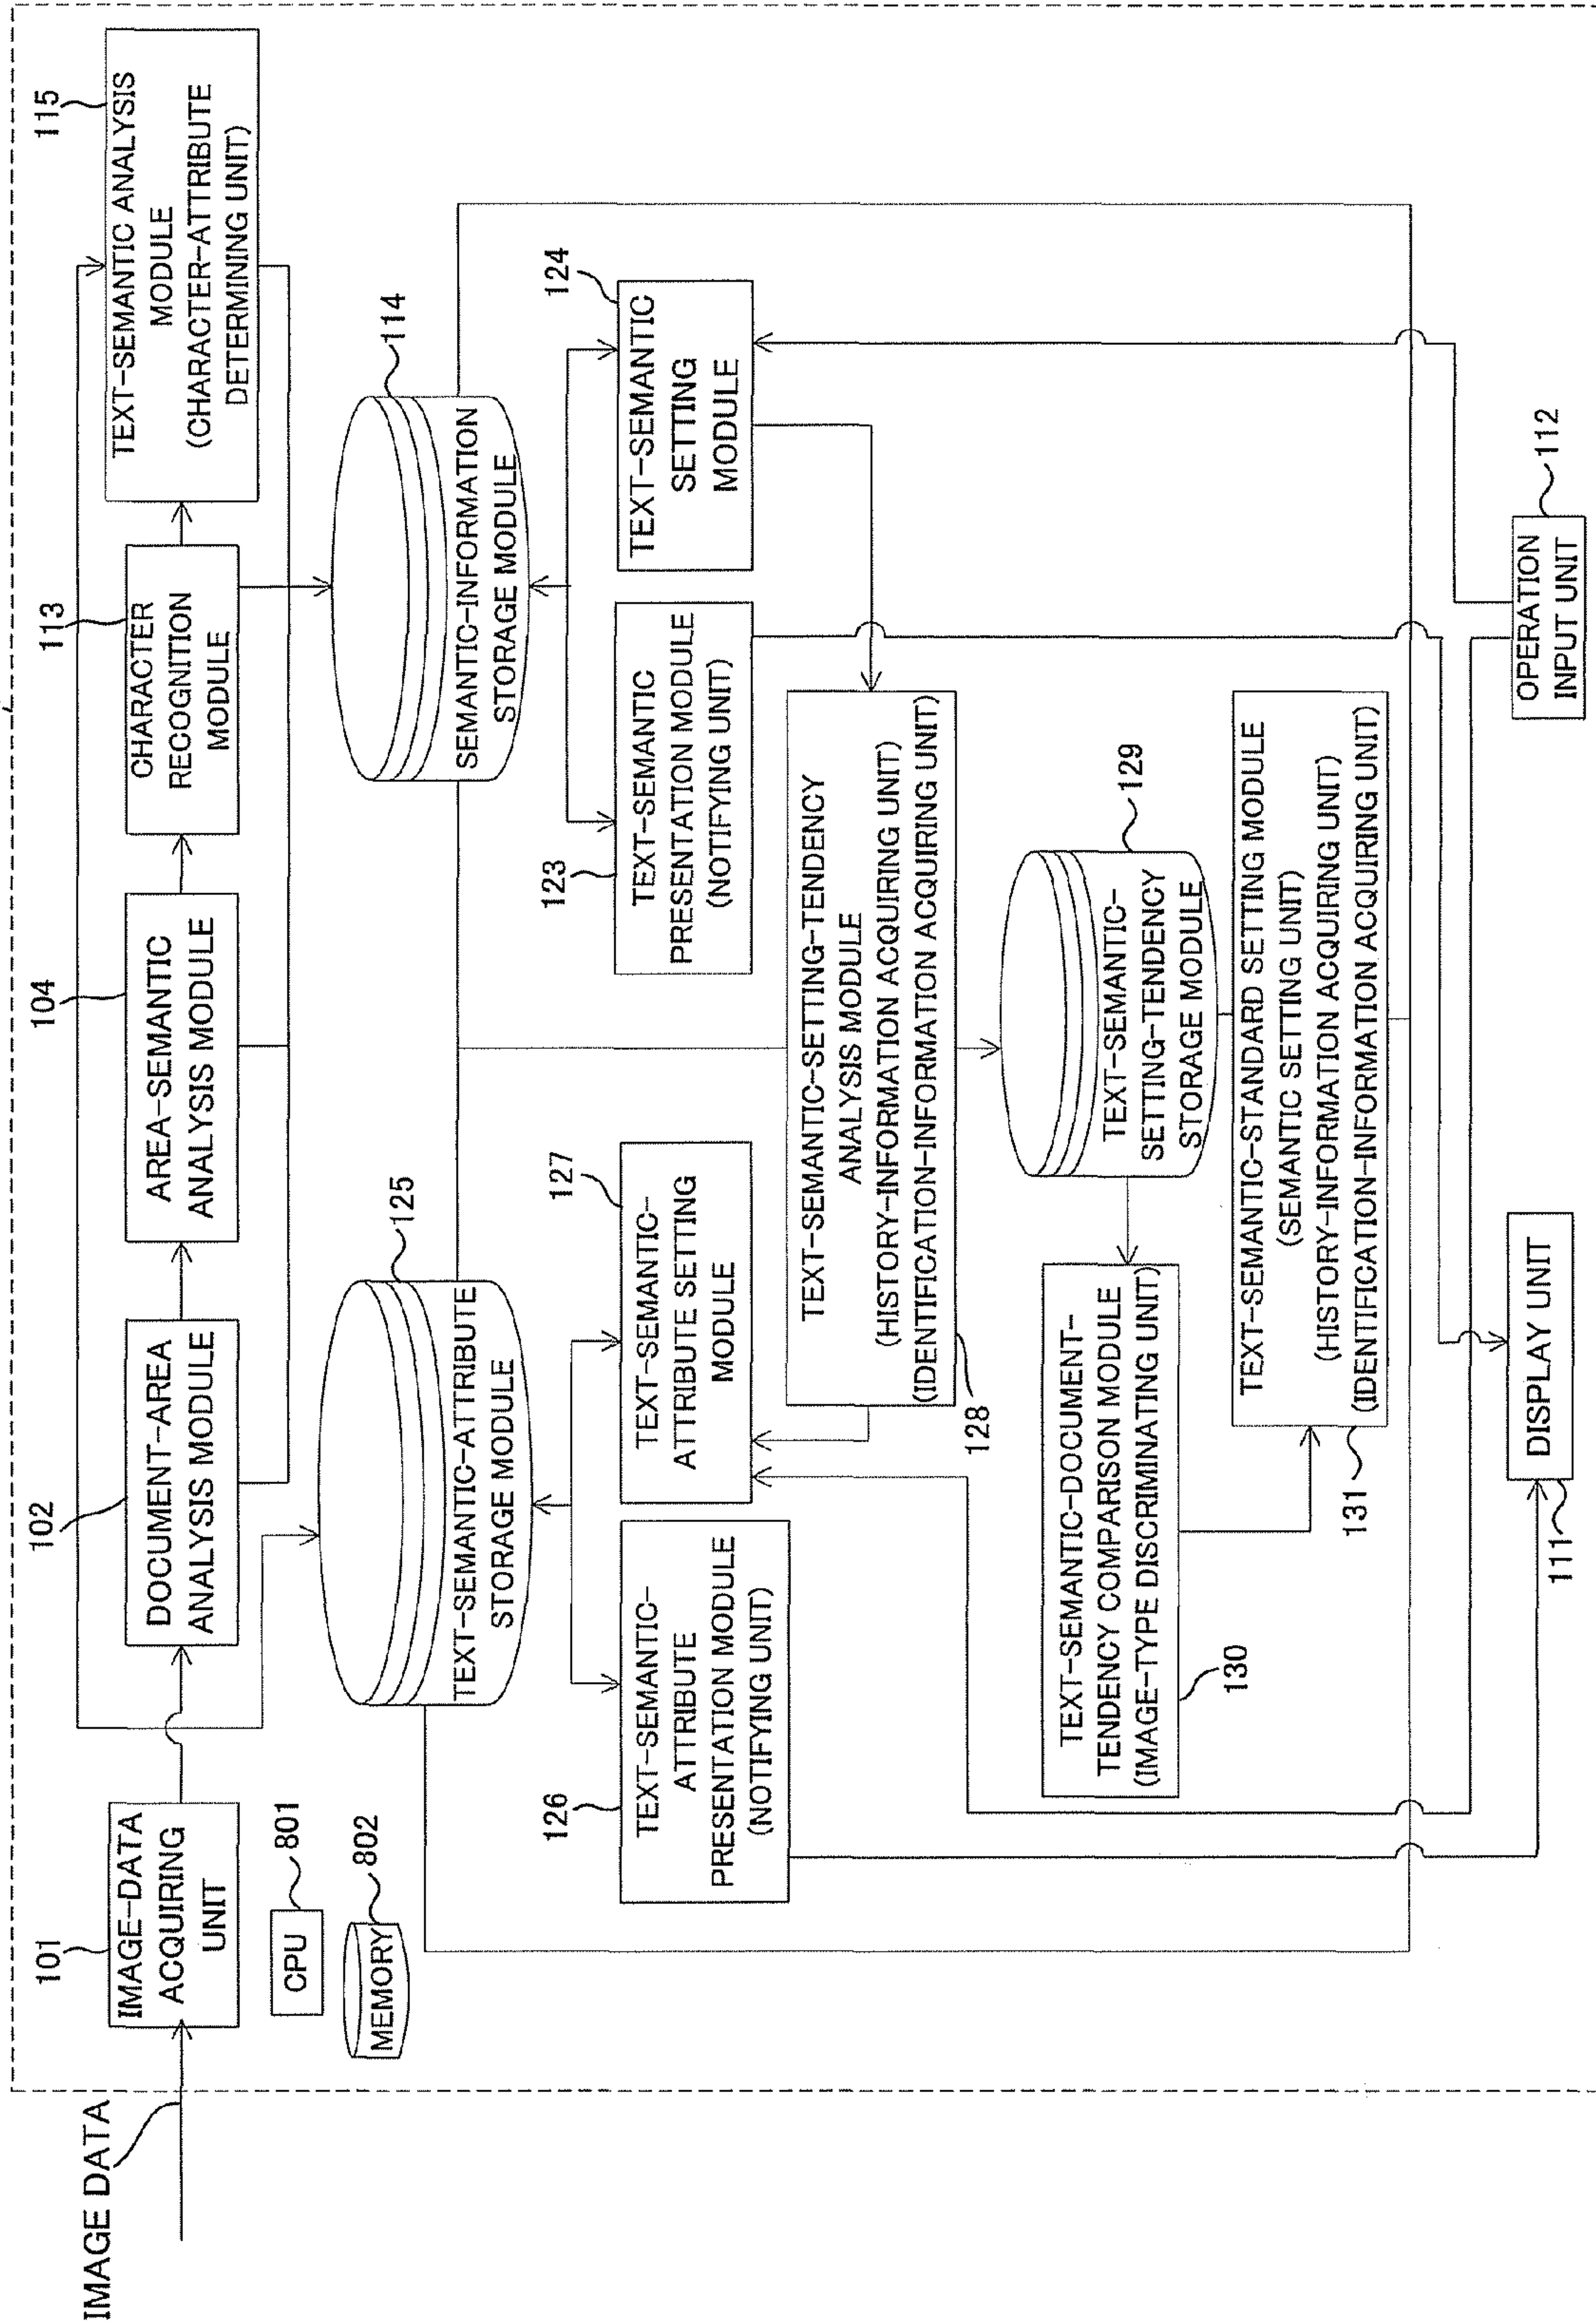 IMAGE DATA
101
IMAGE-DATA
ACQUIRING
UNIT
102
DOCUMENT-AREA
ANALYSIS MODULE
104
AREA-SEMANTIC
ANALYSIS MODULE
113
CHARACTER
RECOGNITION
MODULE
115
TEXT-SEMANTIC ANALYSIS
MODULE
(CHARACTER-ATTRIBUTE
DETERMINING UNIT)
801
CPU
802
MEMORY
125
TEXT-SEMANTIC-ATTRIBUTE
STORAGE MODULE
114
SEMANTIC-INFORMATION
STORAGE MODULE
126
TEXT-SEMANTIC-
ATTRIBUTE
PRESENTATION MODULE
(NOTIFYING UNIT)
127
TEXT-SEMANTIC-
ATTRIBUTE SETTING
MODULE
123
TEXT-SEMANTIC
PRESENTATION MODULE
(NOTIFYING UNIT)
124
TEXT-SEMANTIC
SETTING
MODULE
TEXT-SEMANTIC-SETTING-TENDENCY
ANALYSIS MODULE
(HISTORY-INFORMATION ACQUIRING UNIT)
(IDENTIFICATION-INFORMATION ACQUIRING UNIT)
128
129
TEXT-SEMANTIC-
SETTING-TENDENCY
STORAGE MODULE
TEXT-SEMANTIC-DOCUMENT-
TENDENCY COMPARISON MODULE
(IMAGE-TYPE DISCRIMINATING UNIT)
130
TEXT-SEMANTIC-STANDARD SETTING MODULE
(SEMANTIC SETTING UNIT)
(HISTORY-INFORMATION ACQUIRING UNIT)
(IDENTIFICATION-INFORMATION ACQUIRING UNIT)
131
DISPLAY UNIT
111
OPERATION
INPUT UNIT
112